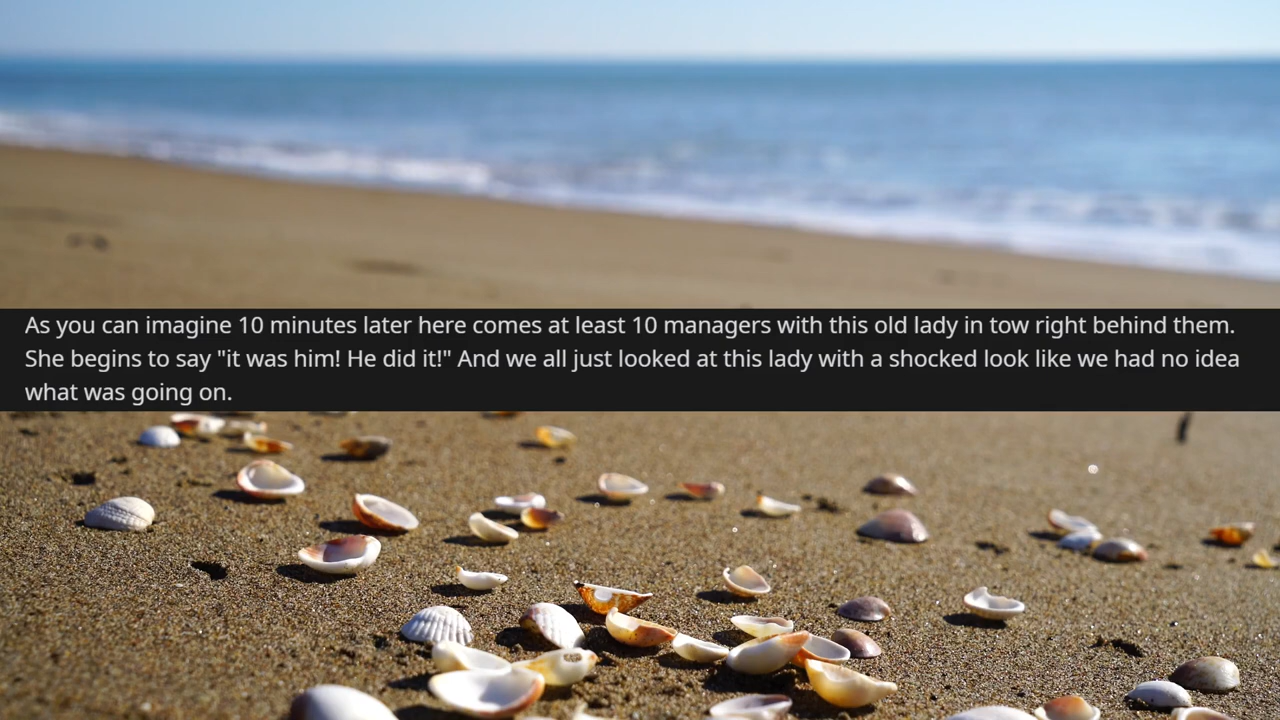 As you can imagine 10 minutes later here comes at least 10 managers with this old lady in tow right behind them.
She begins to say "it was him! He did it!" And we all just looked at this lady with a shocked look like we had no idea
what was going on.